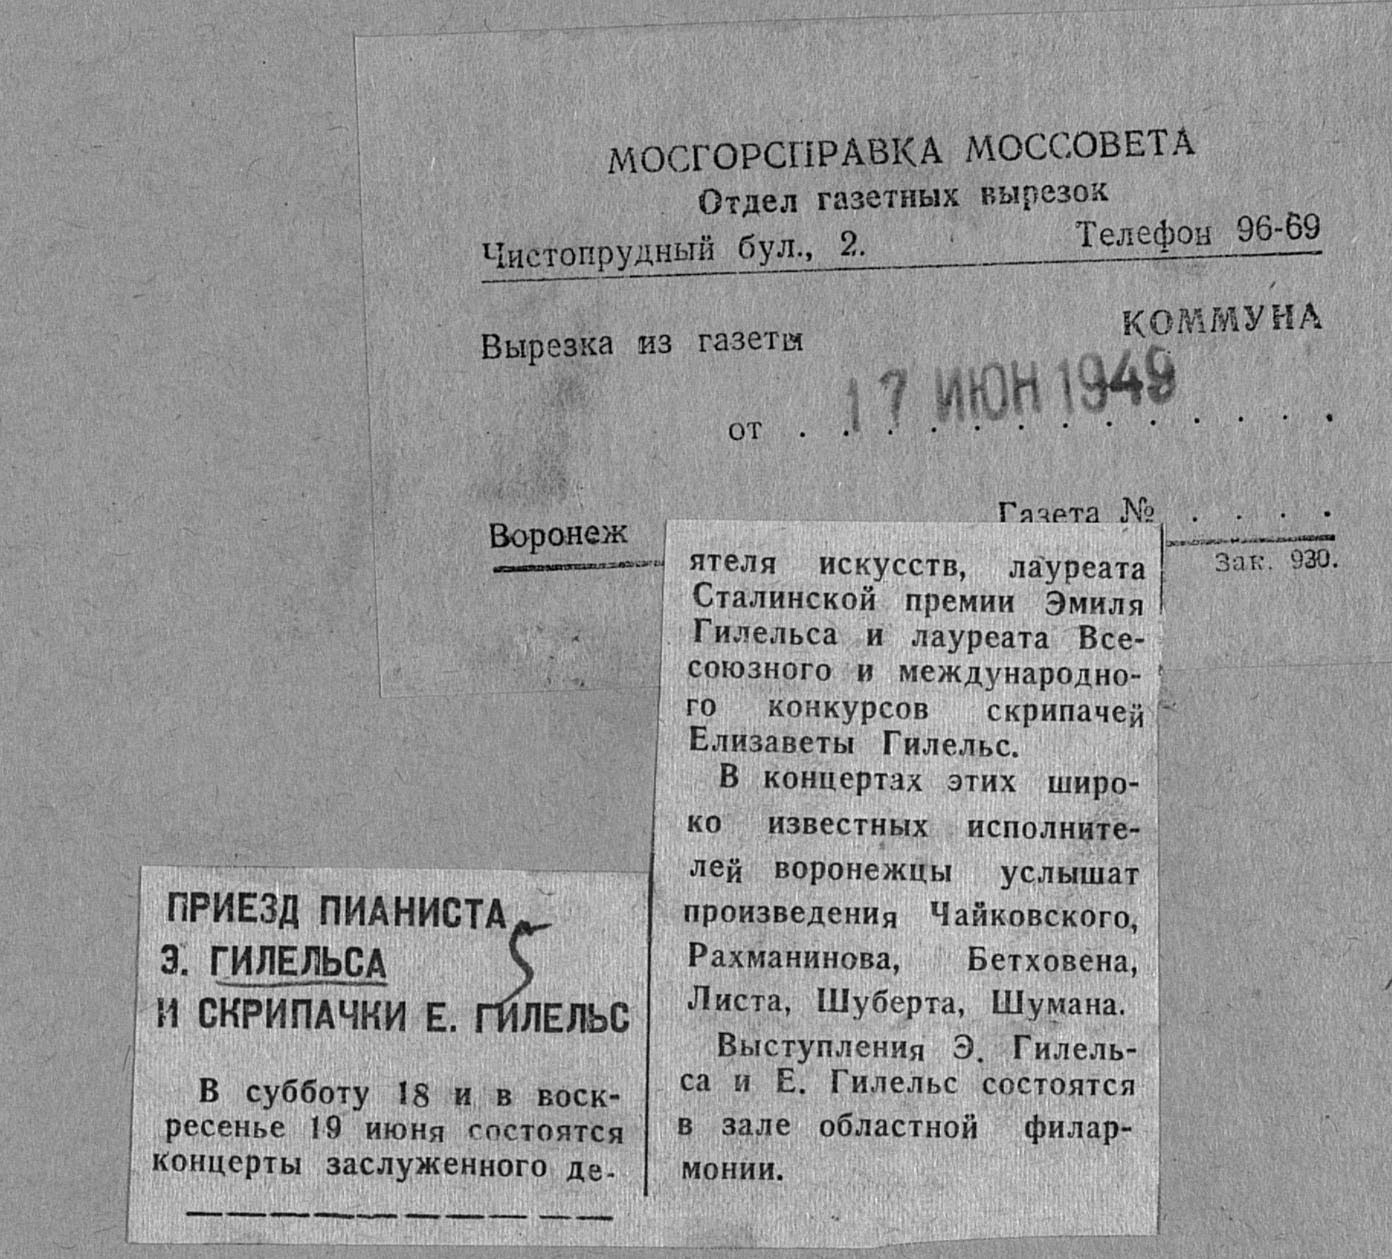 МОСГОРСПРАВКА МОССОВЕТА
Отдел газетных вырезок
Чистопрудный бул., 2. Телефон 96-69
Вырезка из газеты КОММУНА
от . . . . . . . . . . . . . 17 ИЮН 1949
Воронеж Газета № . . . .
Зак. 930.
ПРИЕЗД ПИАНИСТА
Э. ГИЛЕЛЬСА
И СКРИПАЧКИ Е. ГИЛЕЛЬС
5
В субботу 18 и в воск-
ресенье 19 июня состоятся
концерты заслуженного де-
ятеля искусств, лауреата
Сталинской премии Эмиля
Гилельса и лауреата Все-
союзного и международно-
го конкурсов скрипачей
Елизаветы Гилельс.
В концертах этих широ-
ко известных исполните-
лей воронежцы услышат
произведения Чайковского,
Рахманинова, Бетховена,
Листа, Шуберта, Шумана.
Выступления Э. Гилель-
са и Е. Гилельс состоятся
в зале областной филар-
монии.